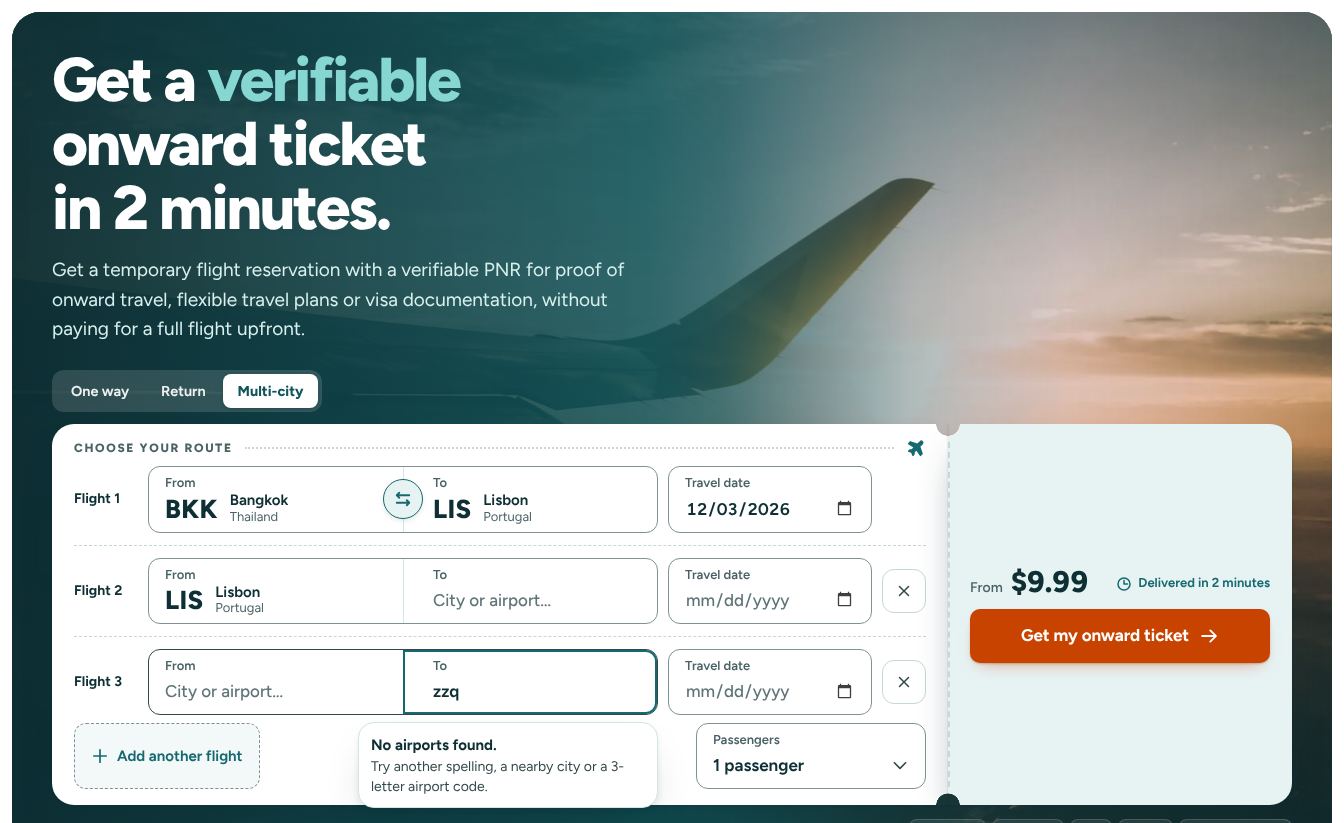 Get a verifiable
onward ticket
in 2 minutes.
Get a temporary flight reservation with a verifiable PNR for proof of
onward travel, flexible travel plans or visa documentation, without
paying for a full flight upfront.
One way Return Multi-city
CHOOSE YOUR ROUTE
Flight 1
From
BKK Bangkok
Thailand
To
LIS Lisbon
Portugal
Travel date
12/03/2026
Flight 2
From
LIS Lisbon
Portugal
To
City or airport...
Travel date
mm/dd/yyyy
Flight 3
From
City or airport...
To
zzq
Travel date
mm/dd/yyyy
Add another flight
No airports found.
Try another spelling, a nearby city or a 3-
letter airport code.
Passengers
1 passenger
From $9.99
Delivered in 2 minutes
Get my onward ticket